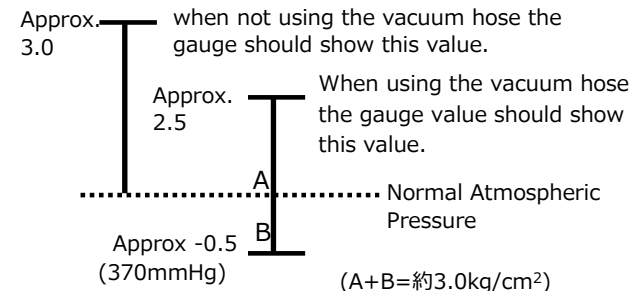 Approx.
3.0
when not using the vacuum hose the
gauge should show this value.
Approx.
2.5
When using the vacuum hose
the gauge value should show
this value.
A
Normal Atmospheric
Pressure
B
Approx -0.5
(370mmHg)
(A+B=約3.0kg/cm²)